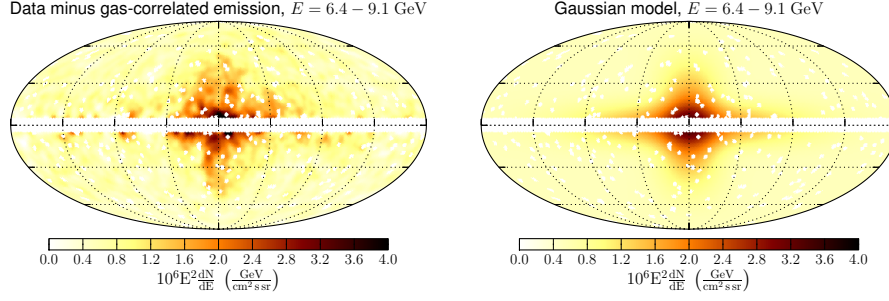 Data minus gas-correlated emission, E = 6.4 − 9.1 GeV
0.0 0.4 0.8 1.2 1.6 2.0 2.4 2.8 3.2 3.6 4.0
10⁶E² dN/dE (GeV / cm² s sr)
Gaussian model, E = 6.4 − 9.1 GeV
0.0 0.4 0.8 1.2 1.6 2.0 2.4 2.8 3.2 3.6 4.0
10⁶E² dN/dE (GeV / cm² s sr)